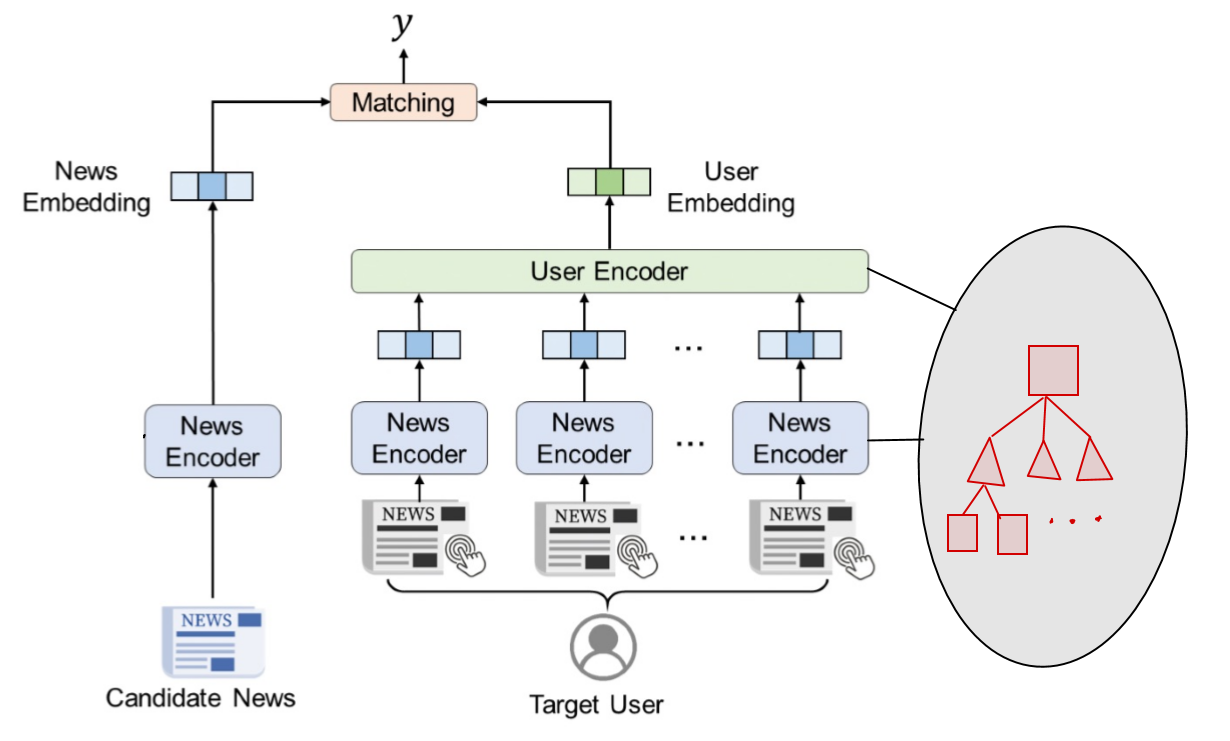 y
Matching
News
Embedding
User
Embedding
User Encoder
...
News
Encoder
News
Encoder
News
Encoder
...
News
Encoder
NEWS
NEWS
...
NEWS
NEWS
Candidate News
Target User